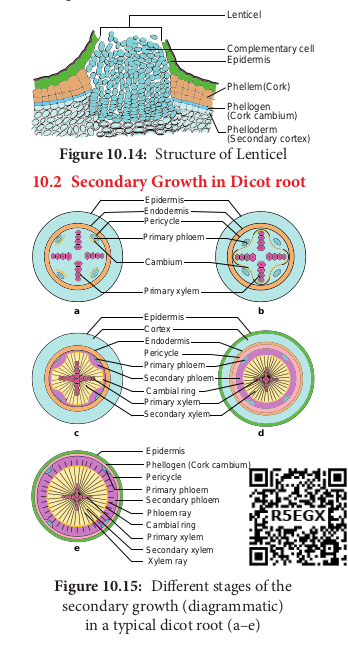 Lenticel
Complementary cell
Epidermis
Phellem(Cork)
Phellogen
(Cork cambium)
Phelloderm
(Secondary cortex)
Figure 10.14: Structure of Lenticel
10.2 Secondary Growth in Dicot root
Epidermis
Endodermis
Pericycle
Primary phloem
Cambium
Primary xylem
a
b
Epidermis
Cortex
Endodermis
Pericycle
Primary phloem
Secondary phloem
Cambial ring
Primary xylem
Secondary xylem
c
d
Epidermis
Phellogen (Cork cambium)
Pericycle
Primary phloem
Secondary phloem
Phloem ray
Cambial ring
Primary xylem
Secondary xylem
Xylem ray
e
R5EGX
Figure 10.15: Different stages of the
secondary growth (diagrammatic)
in a typical dicot root (a–e)